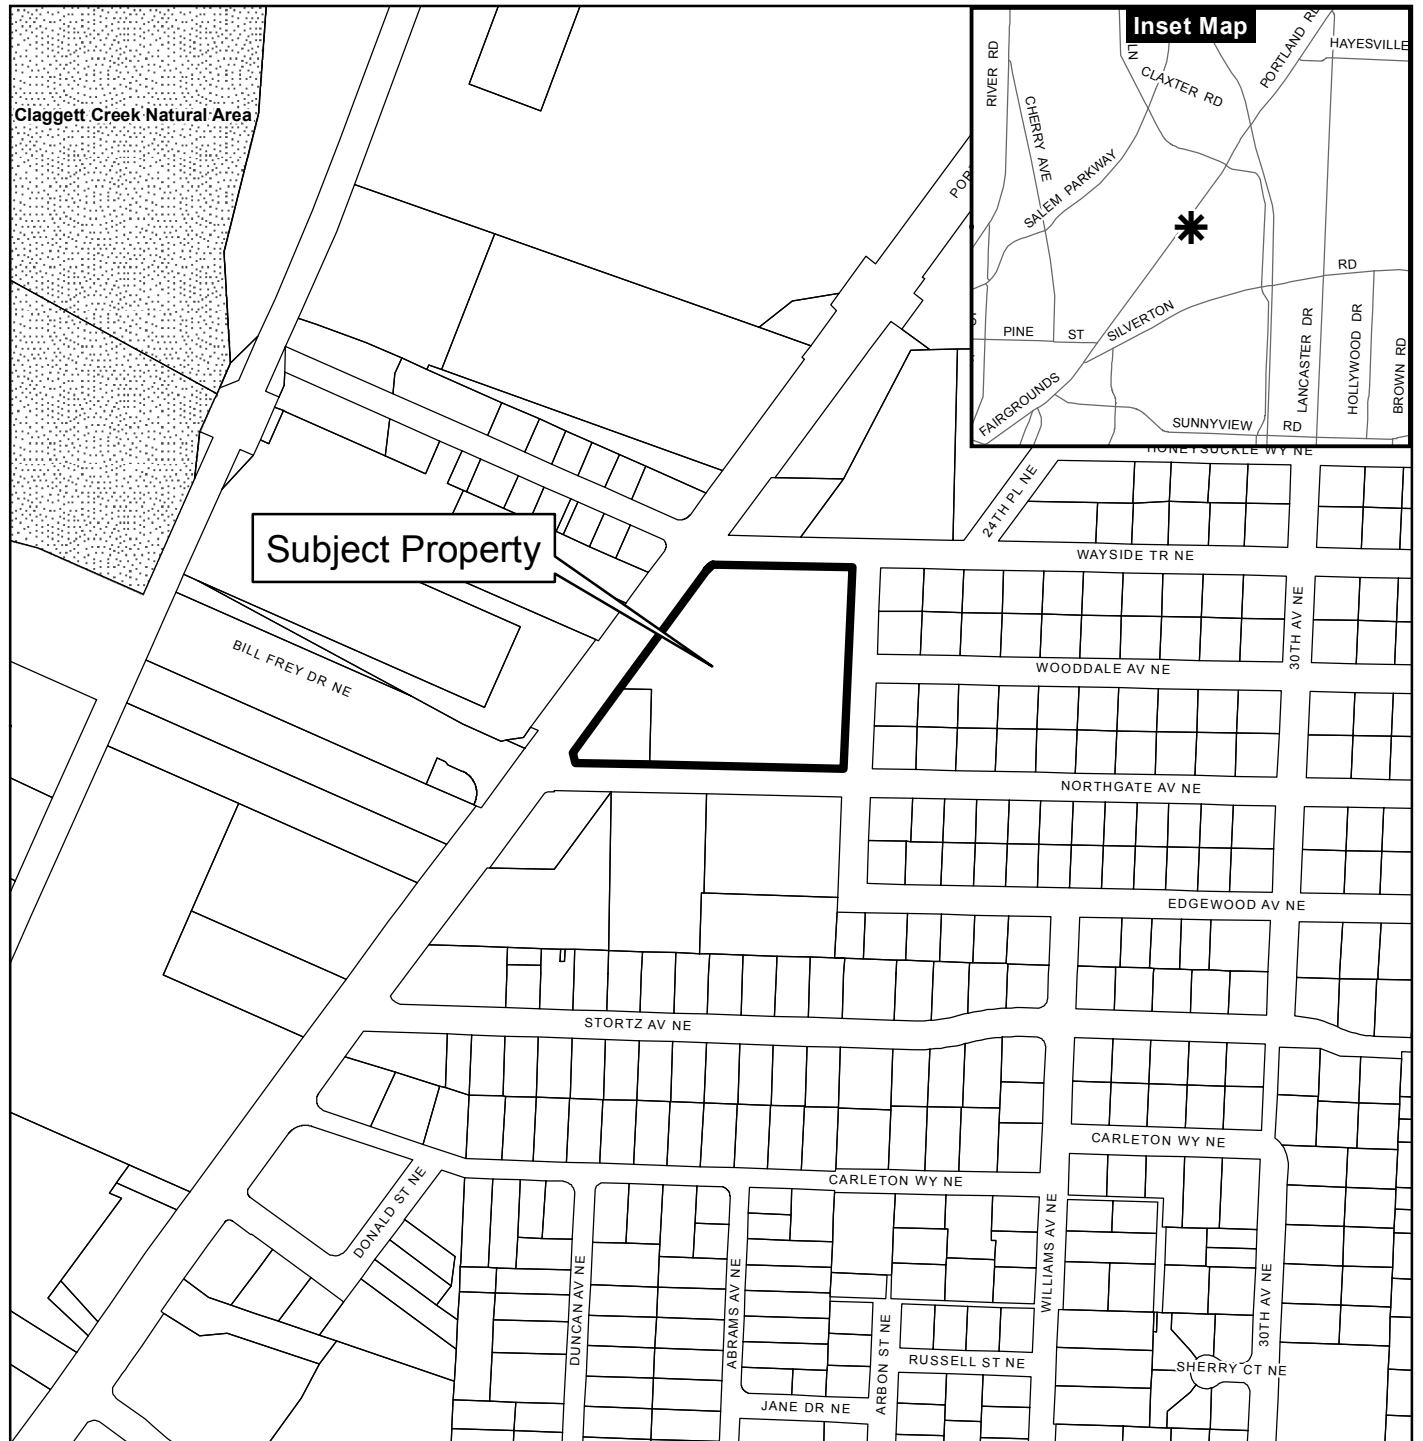 Inset Map
HAYESVILLE
PORTLAND RD
LN
CLAXTER RD
RIVER RD
CHERRY AVE
SALEM PARKWAY
RD
SILVERTON
PINE ST
LANCASTER DR
HOLLYWOOD DR
BROWN RD
FAIRGROUNDS
SUNNYVIEW RD
Claggett Creek Natural Area
HONEYSUCKLE WY NE
24TH PL NE
Subject Property
WAYSIDE TR NE
30TH AV NE
BILL FREY DR NE
WOODDALE AV NE
NORTHGATE AV NE
EDGEWOOD AV NE
STORTZ AV NE
CARLETON WY NE
CARLETON WY NE
DONALD ST NE
WILLIAMS AV NE
DUNCAN AV NE
ABRAMS AV NE
ARBON ST NE
30TH AV NE
RUSSELL ST NE
SHERRY CT NE
JANE DR NE